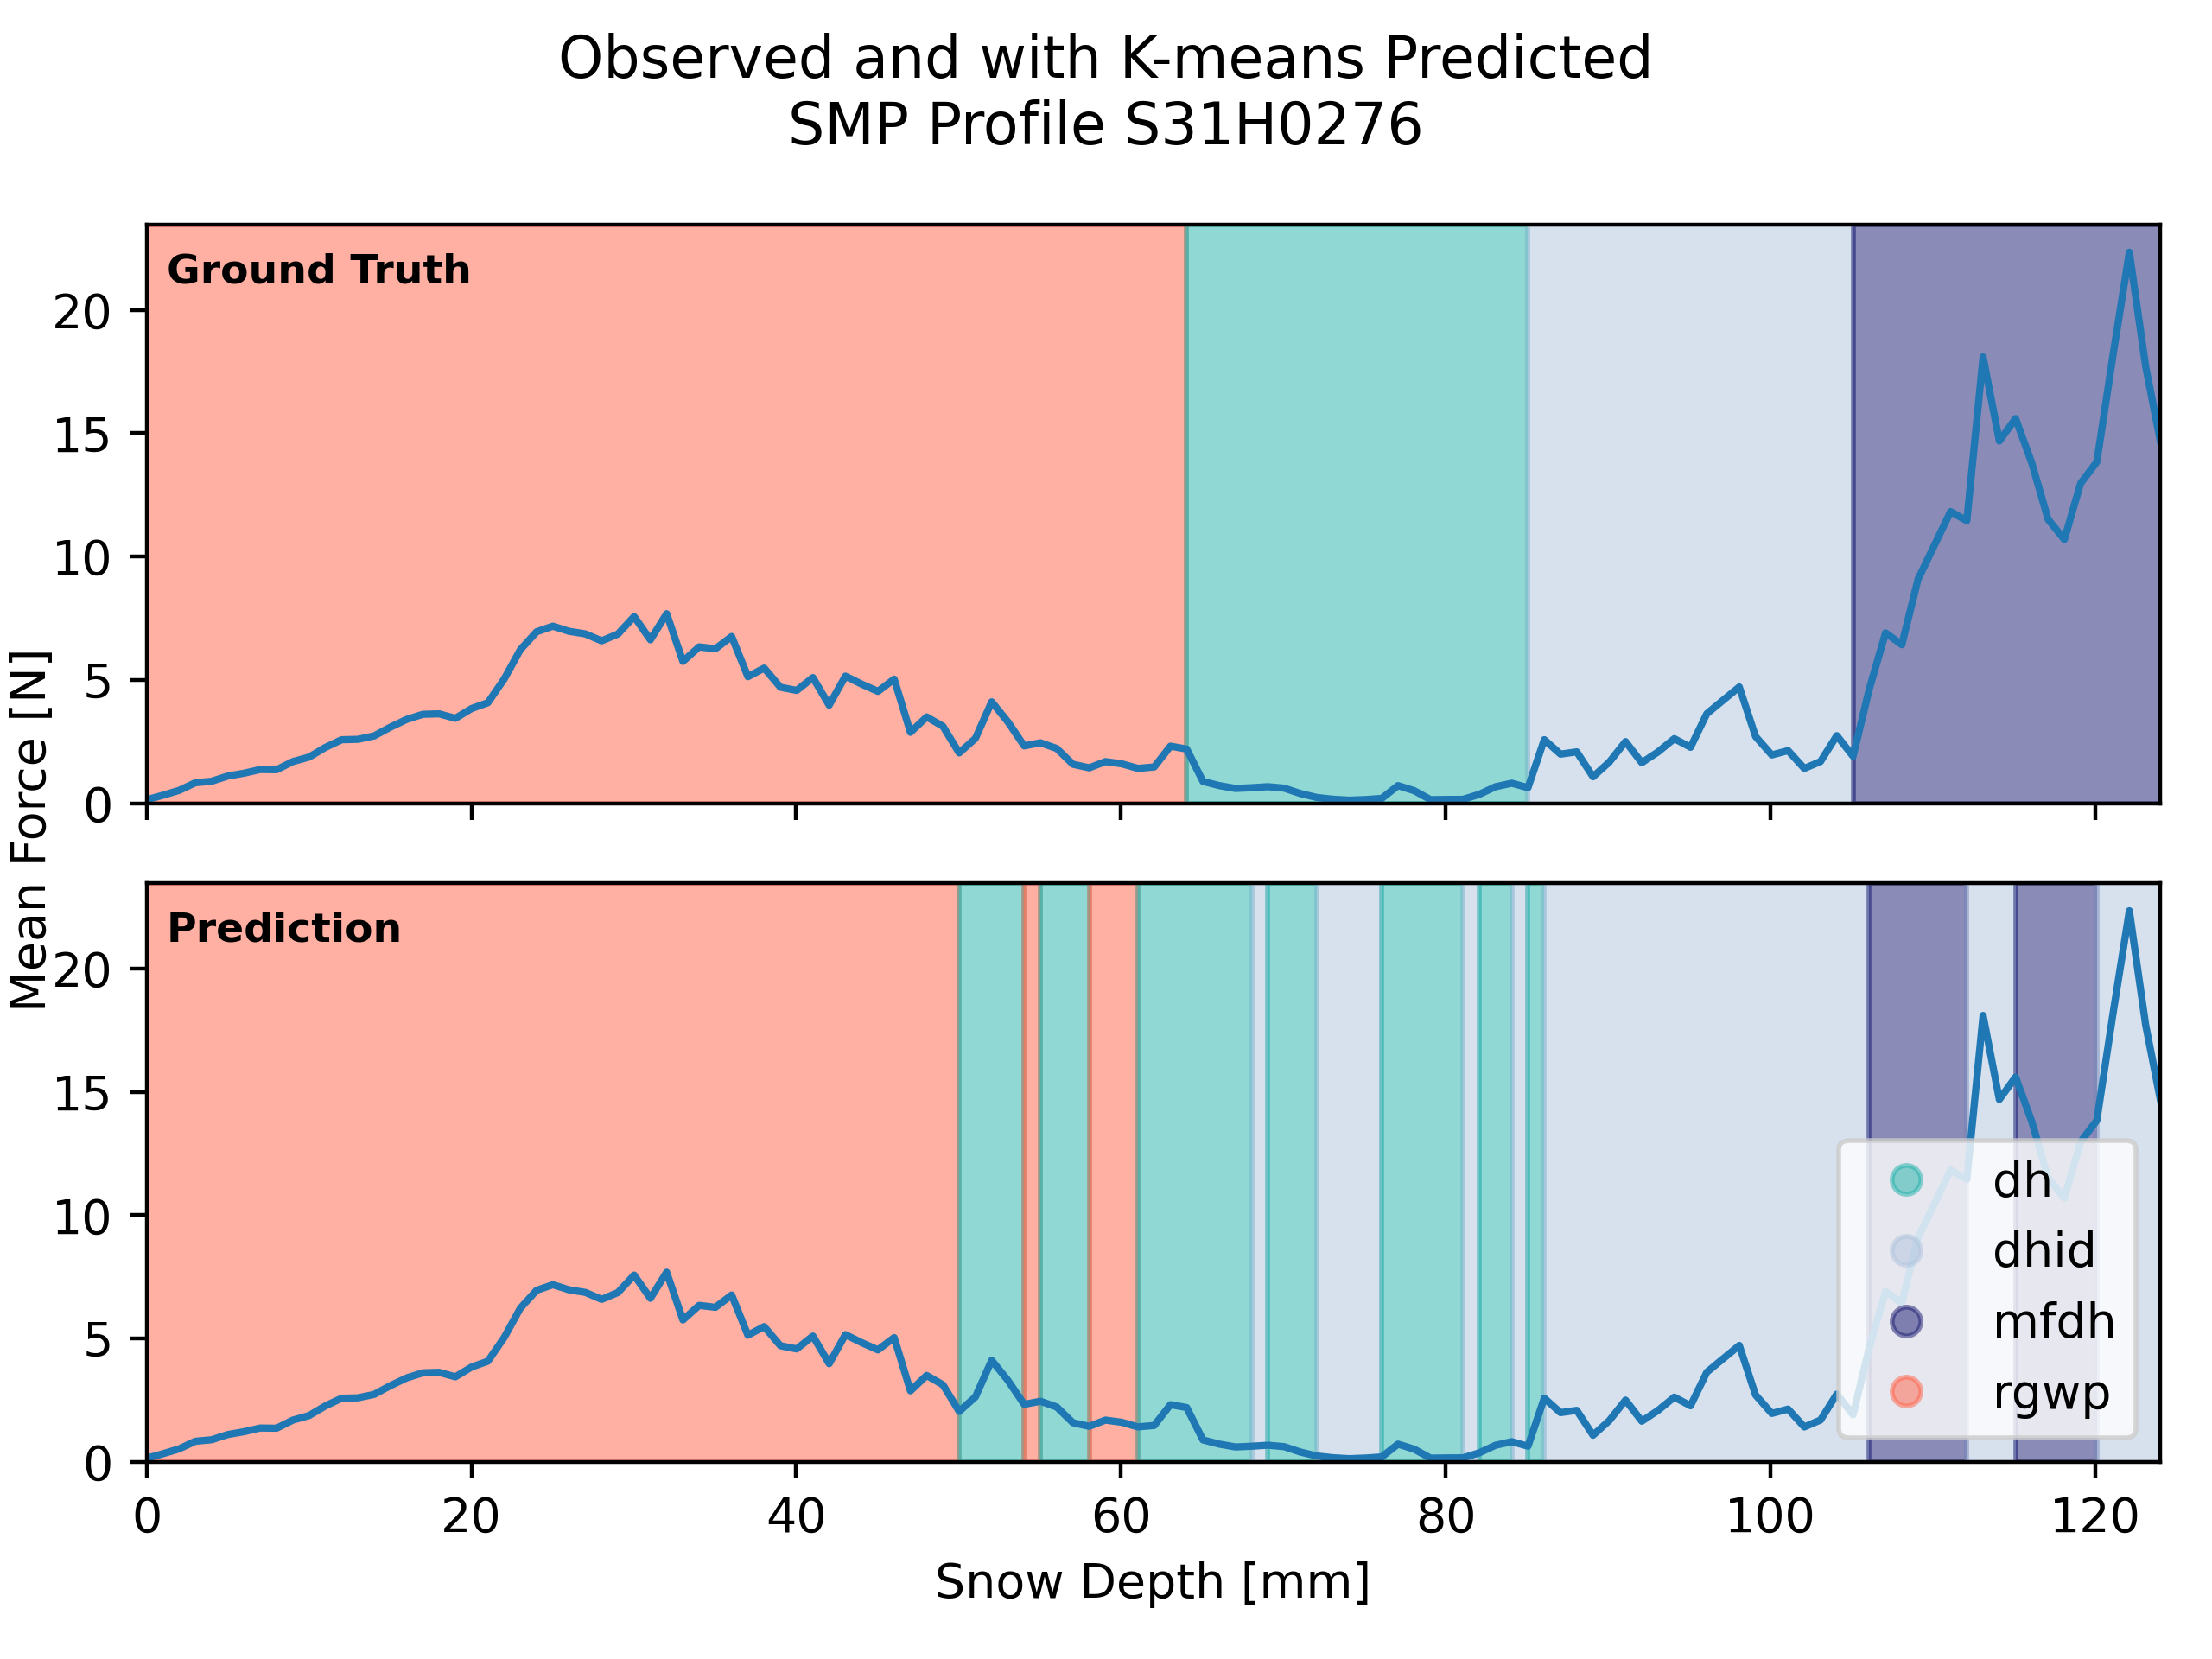 Observed and with K-means Predicted
SMP Profile S31H0276
Ground Truth
20
15
10
5
0
Mean Force [N]
Prediction
20
15
10
5
0
dh
dhid
mfdh
rgwp
0 20 40 60 80 100 120
Snow Depth [mm]